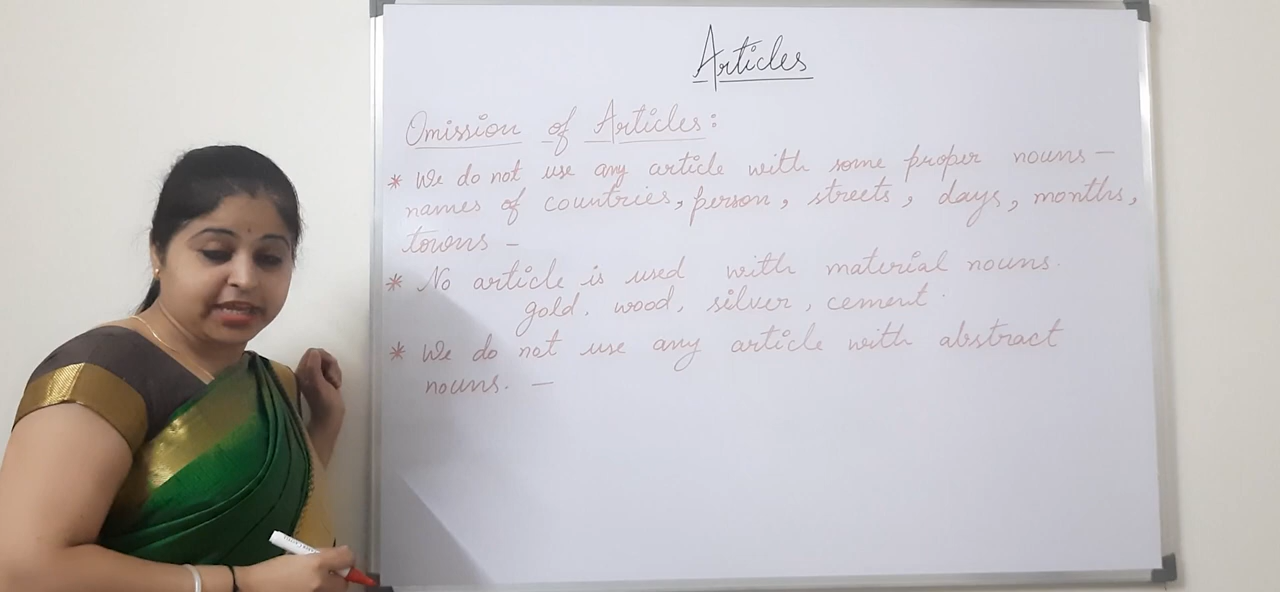 Articles
Omission of Articles:
* We do not use any article with some proper nouns —
names of countries, person, streets, days, months,
towns —
* No article is used with material nouns.
gold, wood, silver, cement.
* We do not use any article with abstract
nouns. —